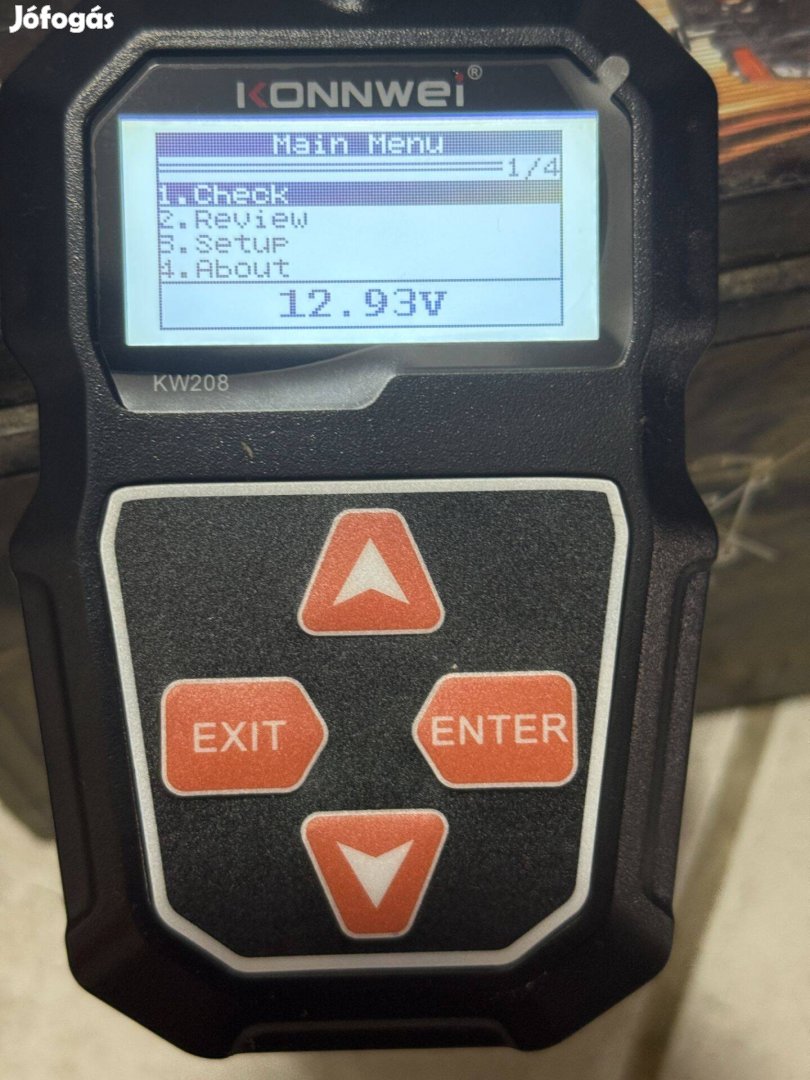 Jófogás
KONNWEI®
Main Menu
1/4
1.Check
2.Review
3.Setup
4.About
12.93v
KW208
EXIT
ENTER